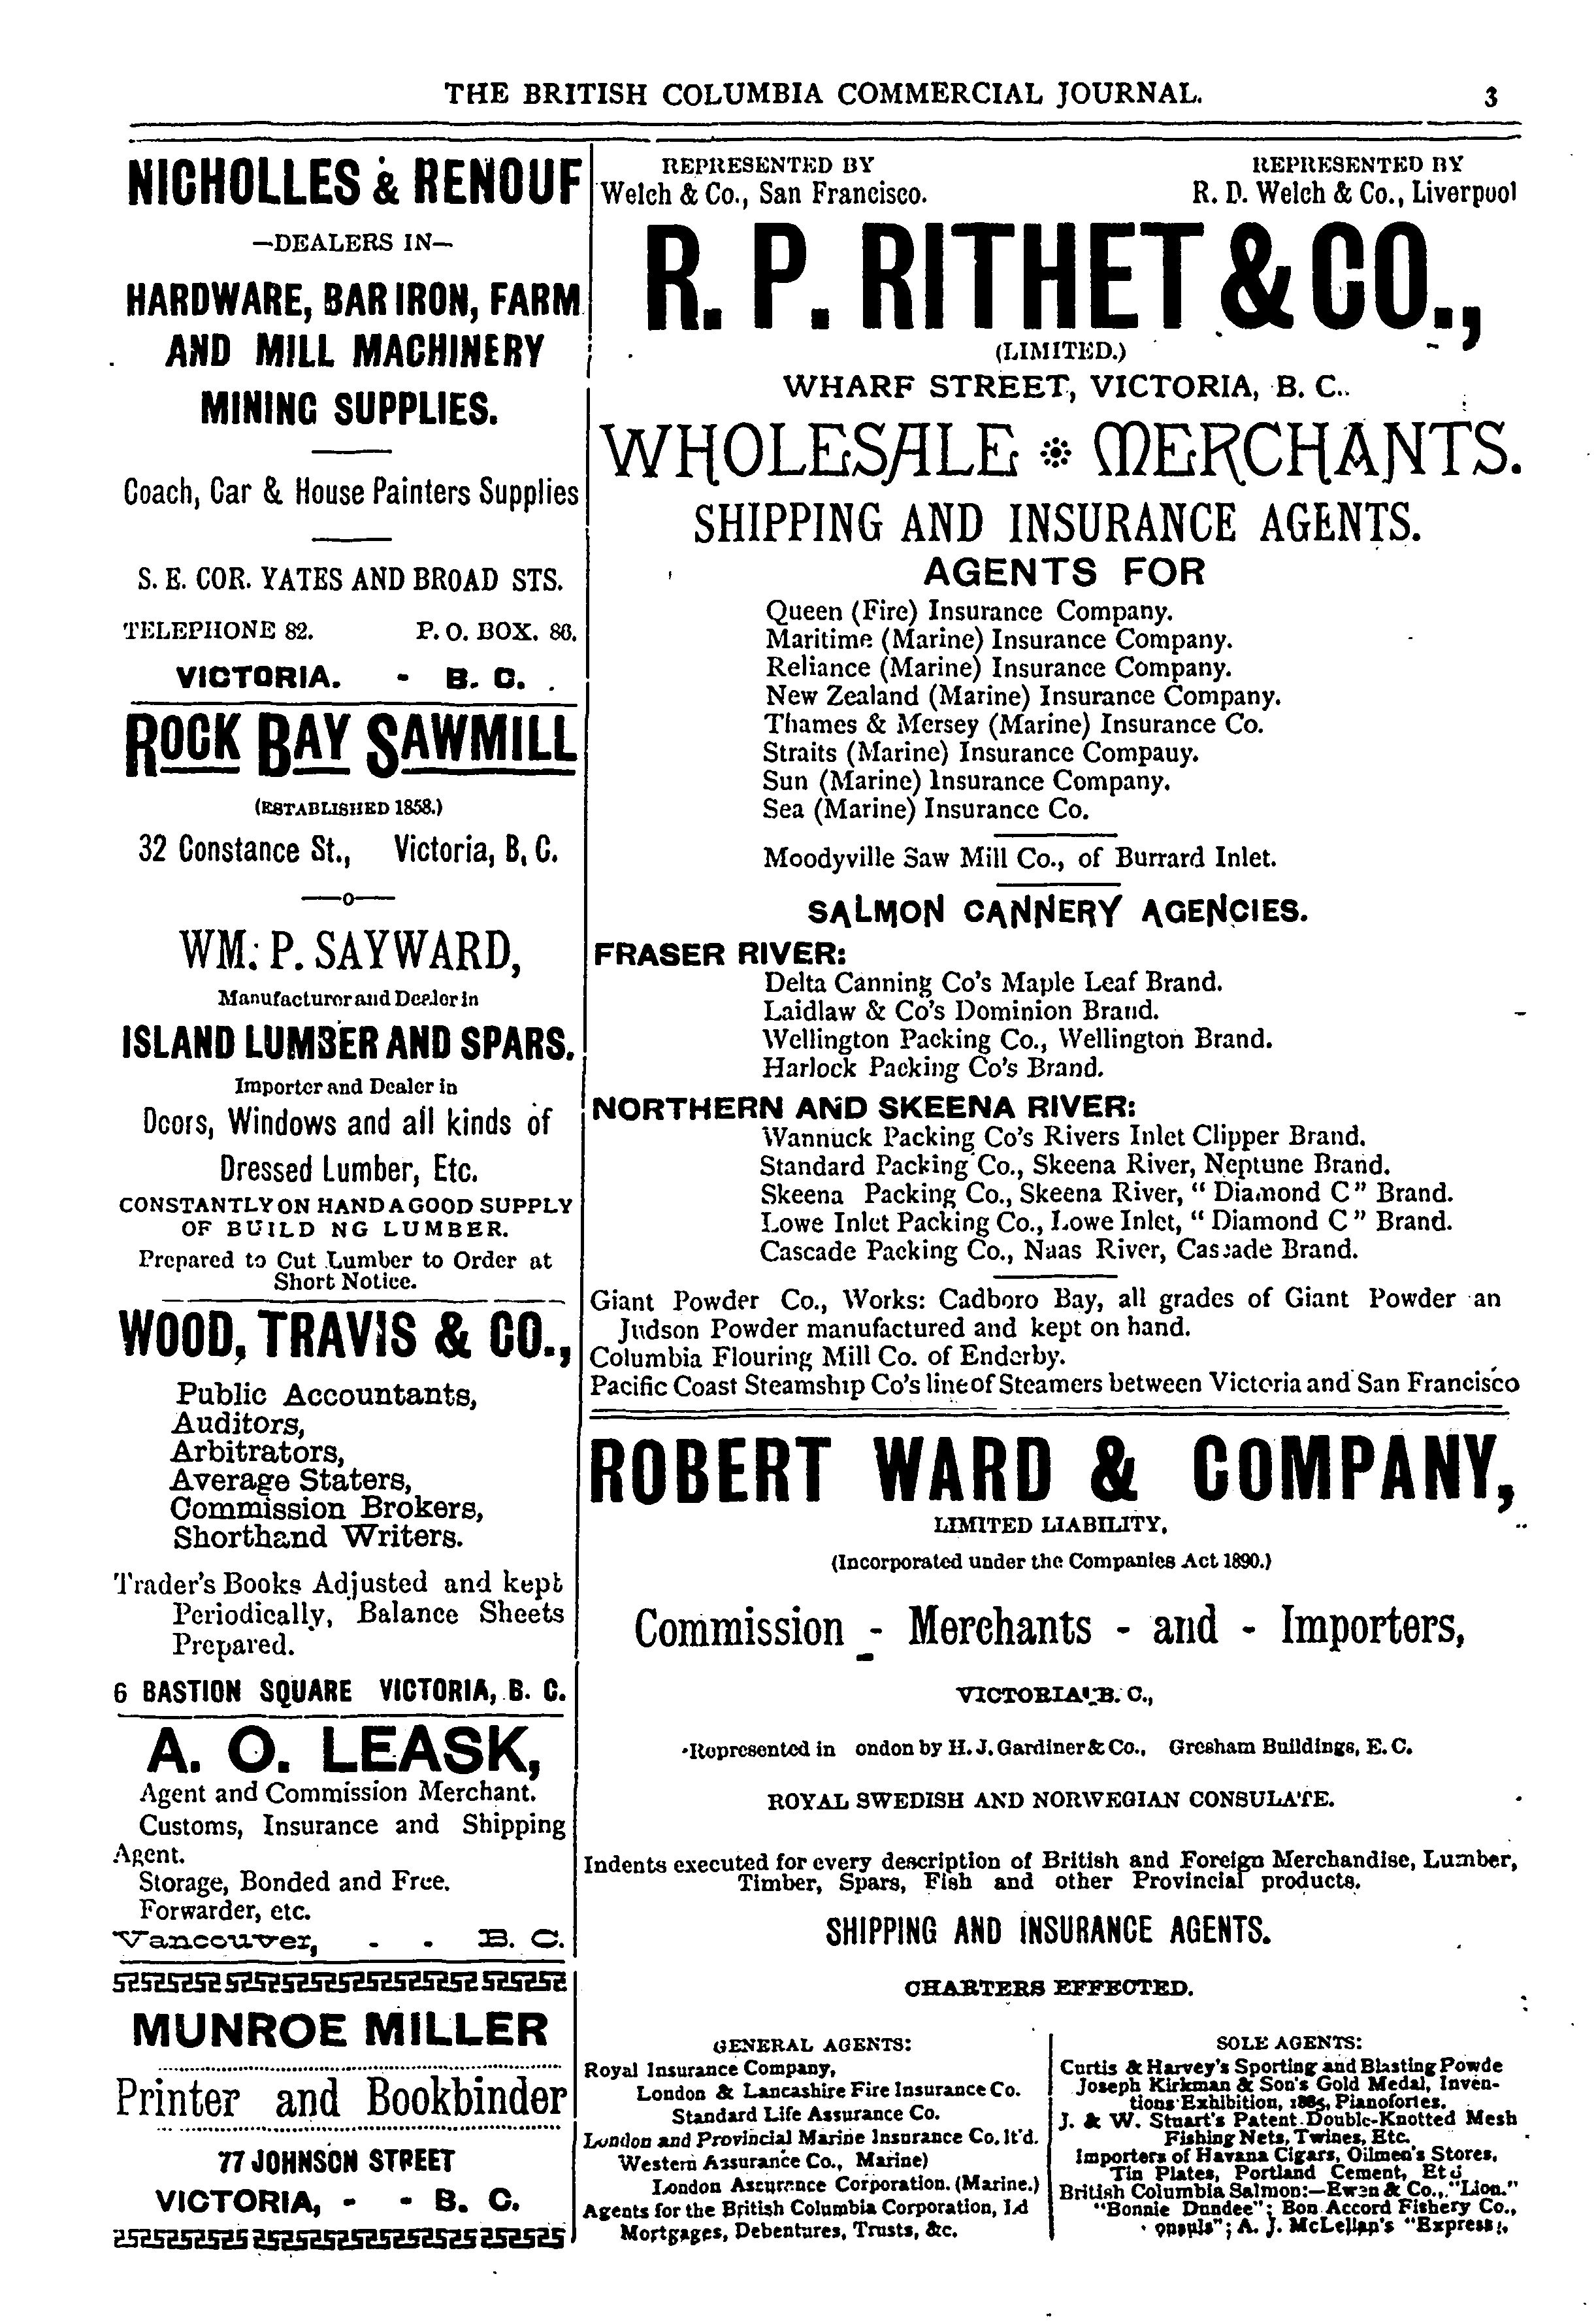 THE BRITISH COLUMBIA COMMERCIAL JOURNAL.
3
NICHOLLES & RENOUF
—DEALERS IN—
HARDWARE, BAR IRON, FARM
AND MILL MACHINERY
MINING SUPPLIES.
Coach, Car & House Painters Supplies
S. E. COR. YATES AND BROAD STS.
TELEPHONE 82. P. O. BOX. 86.
VICTORIA. - B. C.
ROCK BAY SAWMILL
(ESTABLISHED 1858.)
32 Constance St., Victoria, B. C.
—o—
WM. P. SAYWARD,
Manufacturer and Dealor in
ISLAND LUMBER AND SPARS.
Importer and Dealer in
Doors, Windows and all kinds of
Dressed Lumber, Etc.
CONSTANTLY ON HAND A GOOD SUPPLY
OF BUILD NG LUMBER.
Prepared to Cut Lumber to Order at
Short Notice.
WOOD, TRAVIS & CO.,
Public Accountants,
Auditors,
Arbitrators,
Average Staters,
Commission Brokers,
Shorthand Writers.
Trader's Books Adjusted and kept
Periodically, Balance Sheets
Prepared.
6 BASTION SQUARE VICTORIA, B. C.
A. O. LEASK,
Agent and Commission Merchant.
Customs, Insurance and Shipping
Agent.
Storage, Bonded and Free.
Forwarder, etc.
Vancouver, - - B. C.
MUNROE MILLER
Printer and Bookbinder
77 JOHNSON STREET
VICTORIA, - - B. C.
REPRESENTED BY
Welch & Co., San Francisco.
REPRESENTED BY
R. D. Welch & Co., Liverpool
R. P. RITHET & CO.,
(LIMITED.)
WHARF STREET, VICTORIA, B. C.
WHOLESALE MERCHANTS.
SHIPPING AND INSURANCE AGENTS.
AGENTS FOR
Queen (Fire) Insurance Company.
Maritime (Marine) Insurance Company.
Reliance (Marine) Insurance Company.
New Zealand (Marine) Insurance Company.
Thames & Mersey (Marine) Insurance Co.
Straits (Marine) Insurance Compauy.
Sun (Marine) Insurance Company.
Sea (Marine) Insurance Co.
Moodyville Saw Mill Co., of Burrard Inlet.
SALMON CANNERY AGENCIES.
FRASER RIVER:
Delta Canning Co's Maple Leaf Brand.
Laidlaw & Co's Dominion Brand.
Wellington Packing Co., Wellington Brand.
Harlock Packing Co's Brand.
NORTHERN AND SKEENA RIVER:
Wannuck Packing Co's Rivers Inlet Clipper Brand.
Standard Packing Co., Skeena River, Neptune Brand.
Skeena Packing Co., Skeena River, "Diamond C" Brand.
Lowe Inlet Packing Co., Lowe Inlet, "Diamond C" Brand.
Cascade Packing Co., Naas River, Cascade Brand.
Giant Powder Co., Works: Cadboro Bay, all grades of Giant Powder an
Judson Powder manufactured and kept on hand.
Columbia Flouring Mill Co. of Enderby.
Pacific Coast Steamship Co's line of Steamers between Victoria and San Francisco
ROBERT WARD & COMPANY,
LIMITED LIABILITY,
(Incorporated under the Companies Act 1890.)
Commission - Merchants - and - Importers,
VICTORIA, B. C.,
Represented in ondon by H. J. Gardiner & Co., Gresham Buildings, E. C.
ROYAL SWEDISH AND NORWEGIAN CONSULATE.
Indents executed for every description of British and Foreign Merchandise, Lumber,
Timber, Spars, Fish and other Provincial products.
SHIPPING AND INSURANCE AGENTS.
CHARTERS EFFECTED.
GENERAL AGENTS:
Royal Insurance Company,
London & Lancashire Fire Insurance Co.
Standard Life Assurance Co.
London and Provincial Marine Insurance Co. lt'd.
Western Assurance Co., Marine)
London Assurance Corporation. (Marine.)
Agents for the British Columbia Corporation, Ld
Mortgages, Debentures, Trusts, &c.
SOLE AGENTS:
Curtis & Harvey's Sporting and Blasting Powde
Joseph Kirkman & Son's Gold Medal, Inven-
tions Exhibition, 1885, Pianofortes.
J. & W. Stuart's Patent Double-Knotted Mesh
Fishing Nets, Twines, Etc.
Importers of Havana Cigars, Oilmen's Stores,
Tin Plates, Portland Cement, Etc
British Columbia Salmon:—Ewen & Co., "Lion."
"Bonnie Dundee"; Bon Accord Fishery Co.,
A. J. McLellan's "Express,